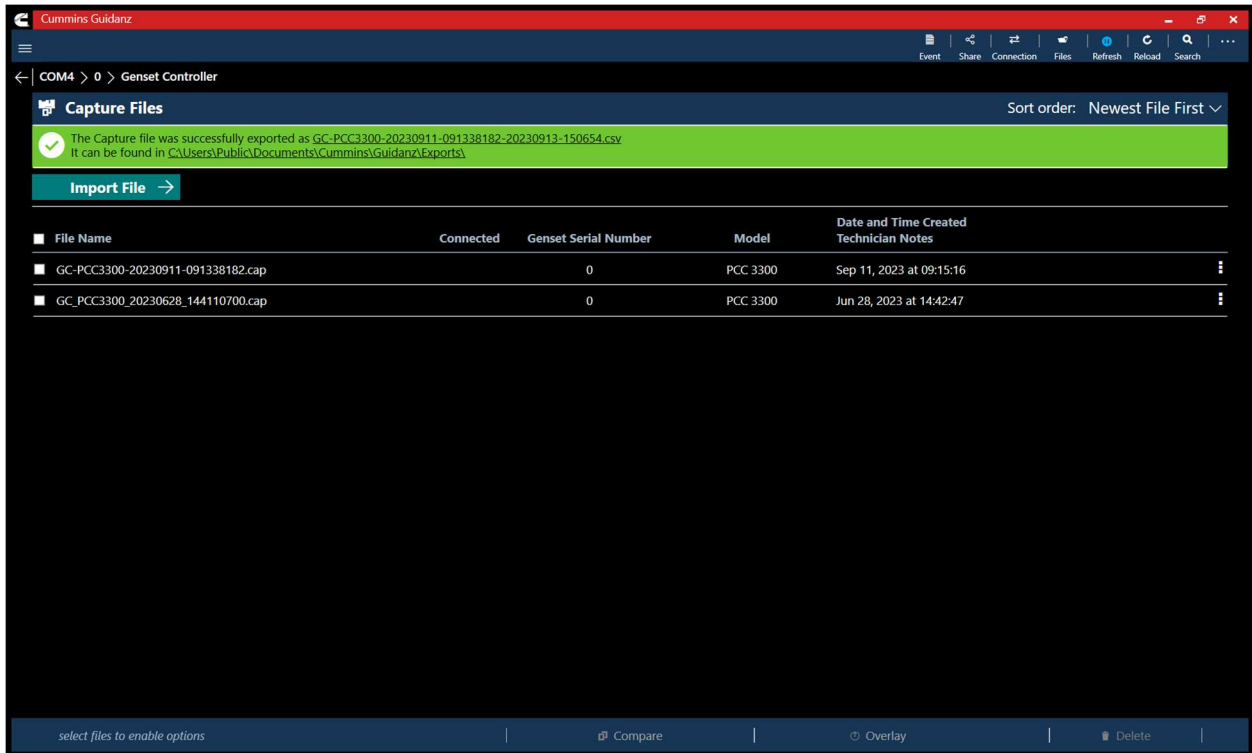 Cummins Guidanz
Event Share Connection Files Refresh Reload Search
COM4 > 0 > Genset Controller
Capture Files
Sort order: Newest File First
The Capture file was successfully exported as GC-PCC3300-20230911-091338182-20230913-150654.csv
It can be found in C:\Users\Public\Documents\Cummins\Guidanz\Exports\
Import File →
Date and Time Created
File Name Connected Genset Serial Number Model Technician Notes
GC-PCC3300-20230911-091338182.cap 0 PCC 3300 Sep 11, 2023 at 09:15:16
GC_PCC3300_20230628_144110700.cap 0 PCC 3300 Jun 28, 2023 at 14:42:47
select files to enable options Compare Overlay Delete